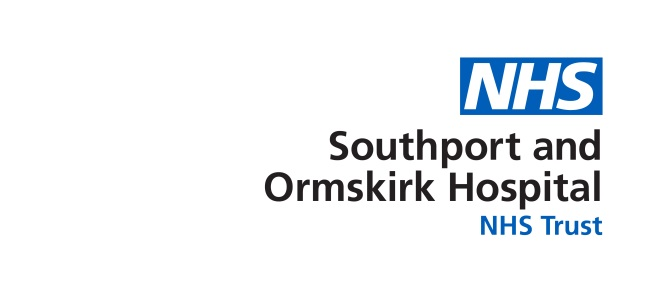 NHS
Southport and
Ormskirk Hospital
NHS Trust